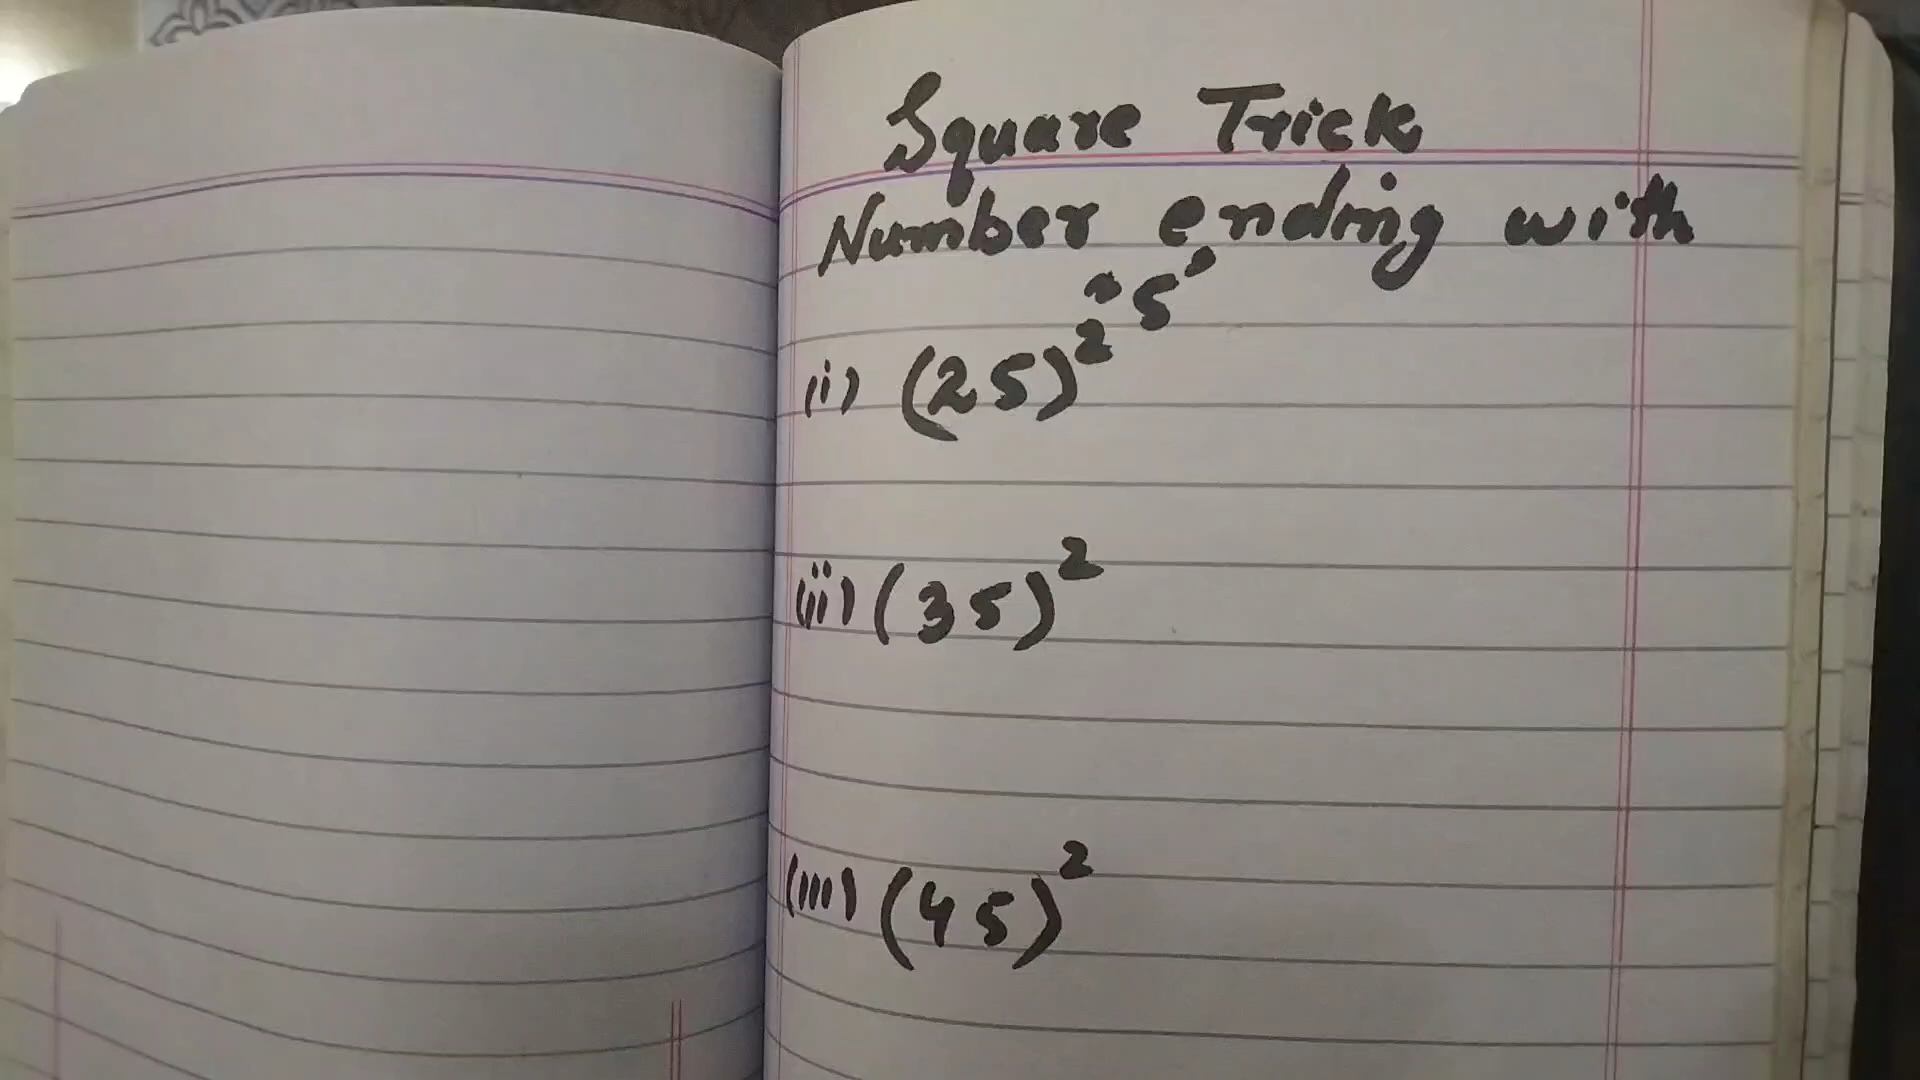 Square Trick
Number ending with
"5"
(i) (25)²
(ii) (35)²
(iii) (45)²